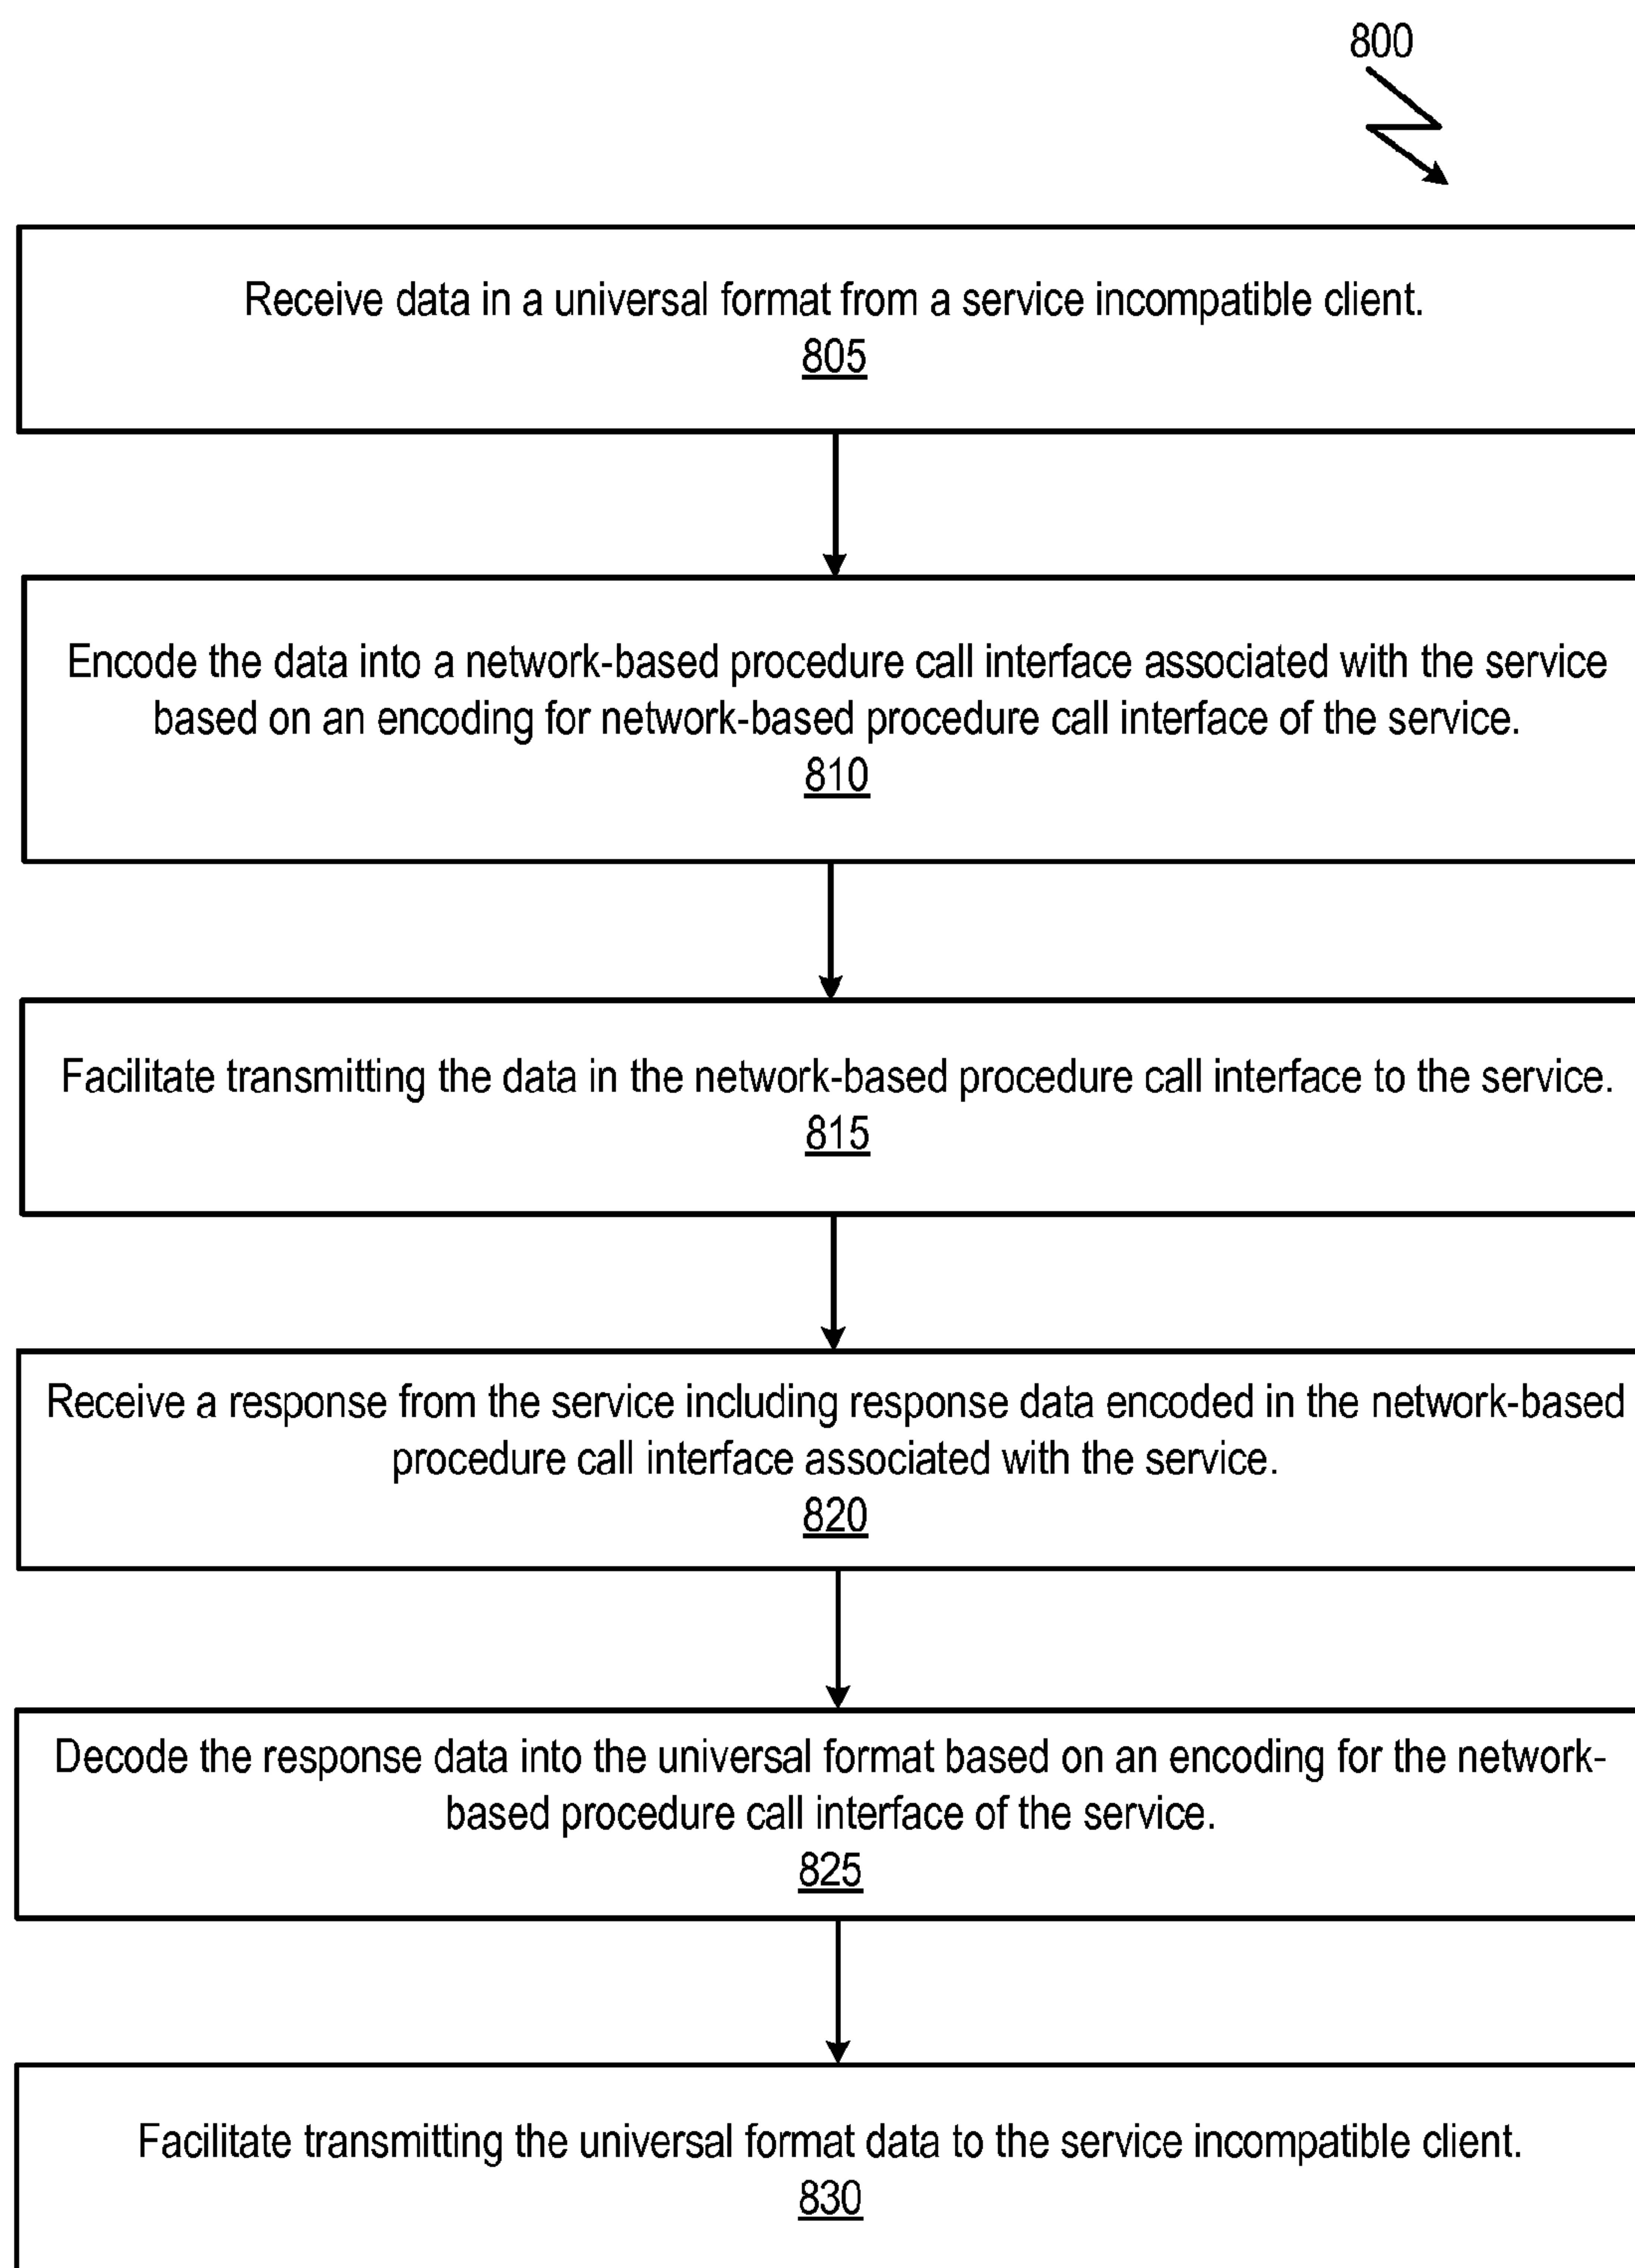 800
Receive data in a universal format from a service incompatible client.
805
Encode the data into a network-based procedure call interface associated with the service
based on an encoding for network-based procedure call interface of the service.
810
Facilitate transmitting the data in the network-based procedure call interface to the service.
815
Receive a response from the service including response data encoded in the network-based
procedure call interface associated with the service.
820
Decode the response data into the universal format based on an encoding for the network-
based procedure call interface of the service.
825
Facilitate transmitting the universal format data to the service incompatible client.
830